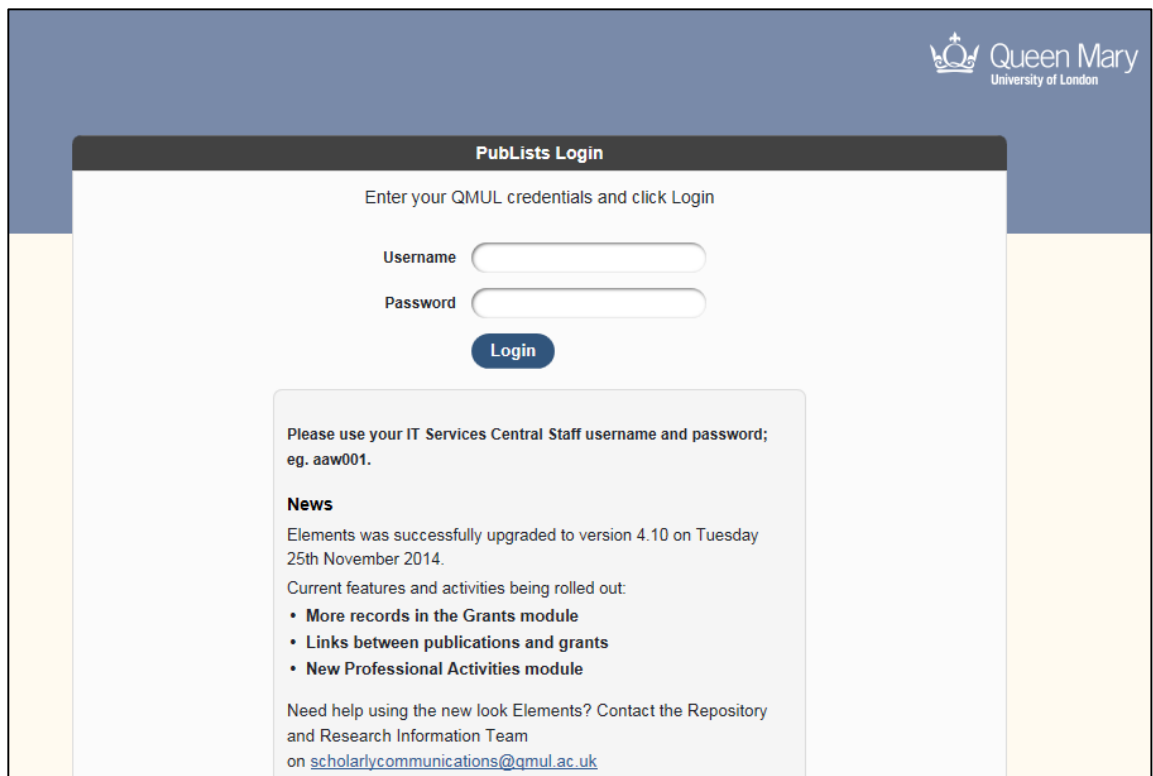 Queen Mary
University of London
PubLists Login
Enter your QMUL credentials and click Login
Username
Password
Login
Please use your IT Services Central Staff username and password;
eg. aaw001.
News
Elements was successfully upgraded to version 4.10 on Tuesday
25th November 2014.
Current features and activities being rolled out:
• More records in the Grants module
• Links between publications and grants
• New Professional Activities module
Need help using the new look Elements? Contact the Repository
and Research Information Team
on scholarlycommunications@qmul.ac.uk